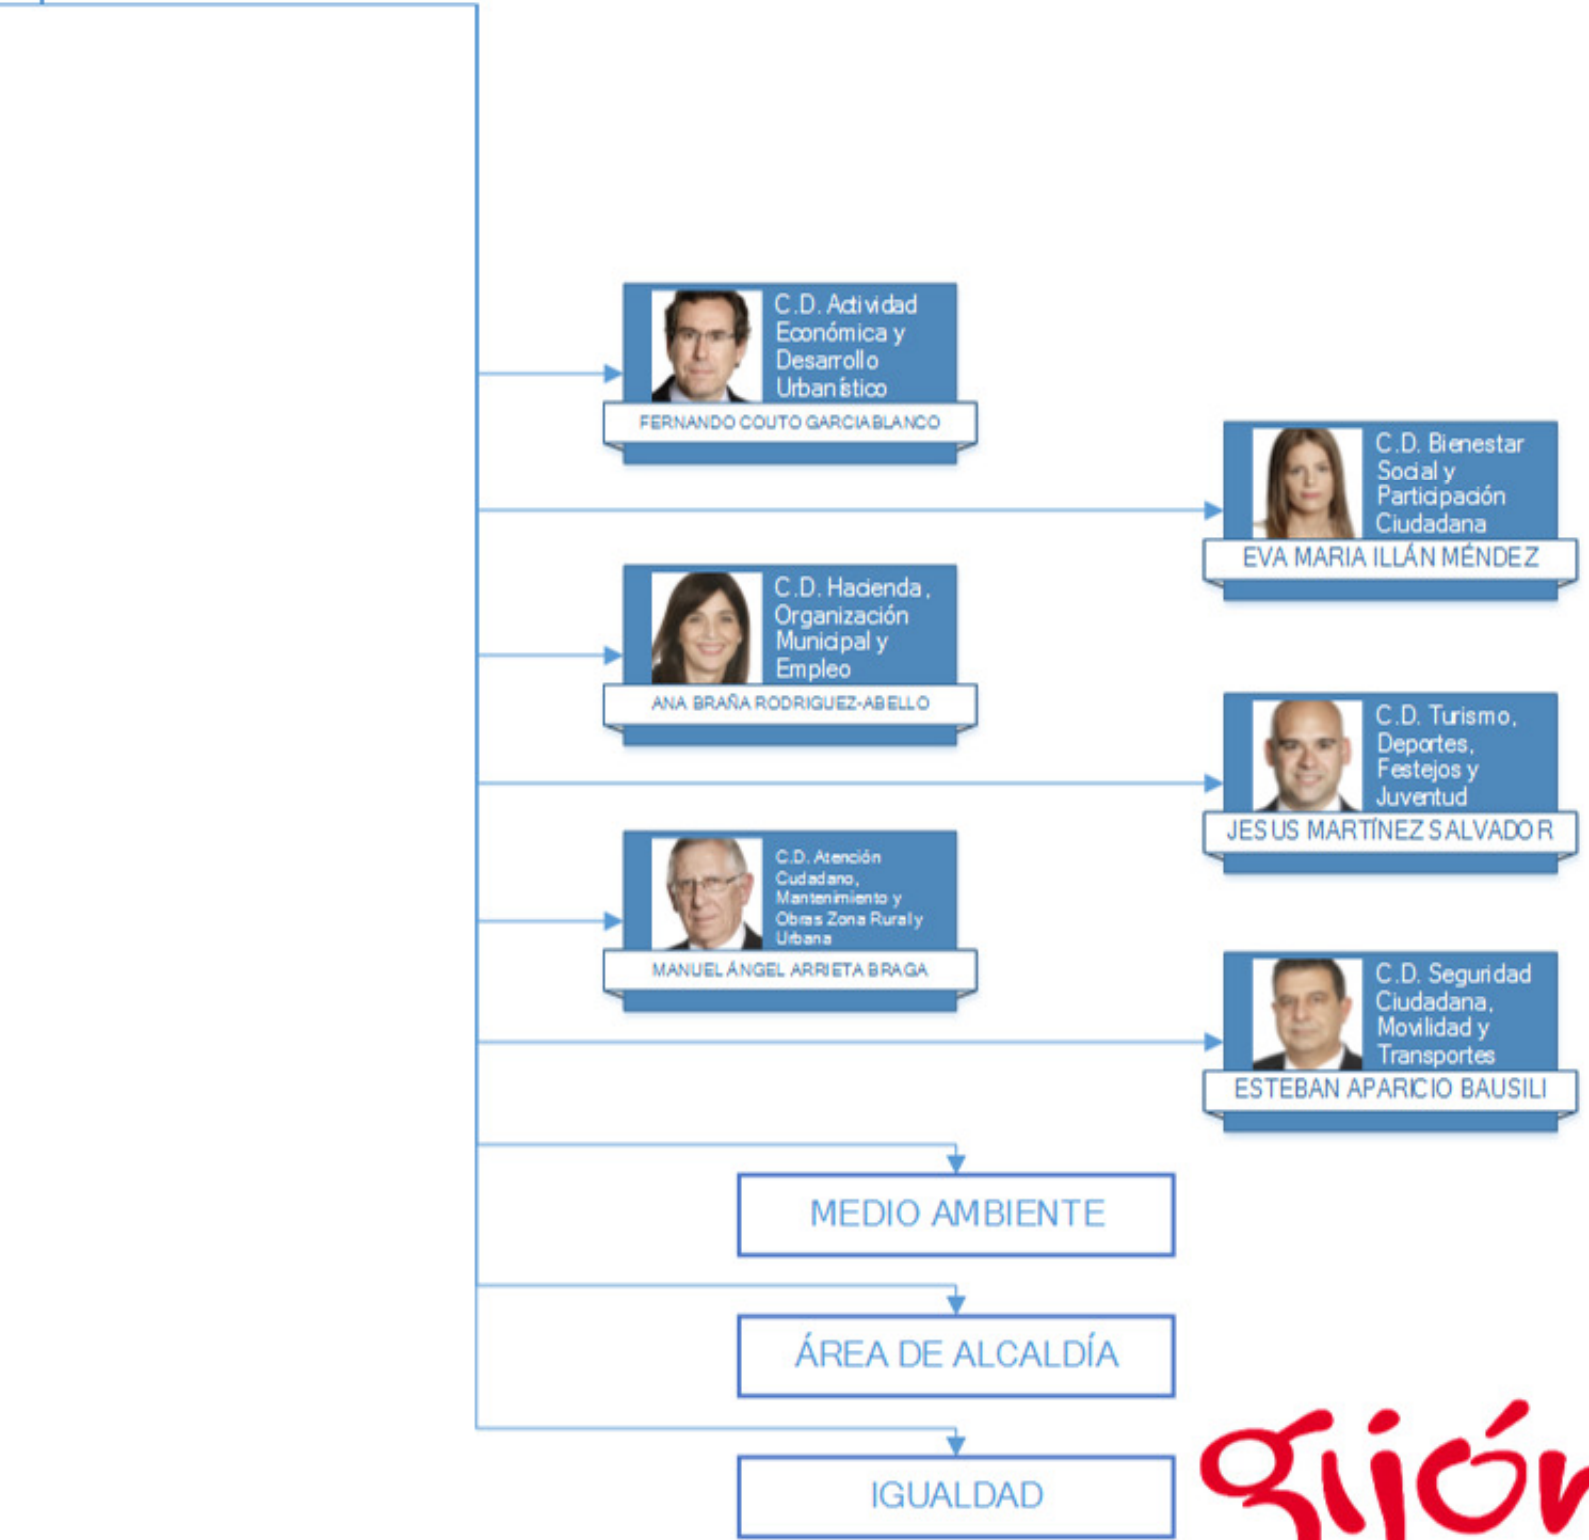 C.D. Actividad
Económica y
Desarrollo
Urbanístico
FERNANDO COUTO GARCIABLANCO
C.D. Bienestar
Social y
Participación
Ciudadana
EVA MARIA ILLÁN MÉNDEZ
C.D. Hacienda,
Organización
Municipal y
Empleo
ANA BRAÑA RODRIGUEZ-ABELLO
C.D. Turismo,
Deportes,
Festejos y
Juventud
JESUS MARTÍNEZ SALVADOR
C.D. Atención
Cudadano,
Mantenimiento y
Obras Zona Rural y
Urbana
MANUEL ÁNGEL ARRIETA BRAGA
C.D. Seguridad
Ciudadana,
Movilidad y
Transportes
ESTEBAN APARICIO BAUSILI
MEDIO AMBIENTE
ÁREA DE ALCALDÍA
IGUALDAD
gijón